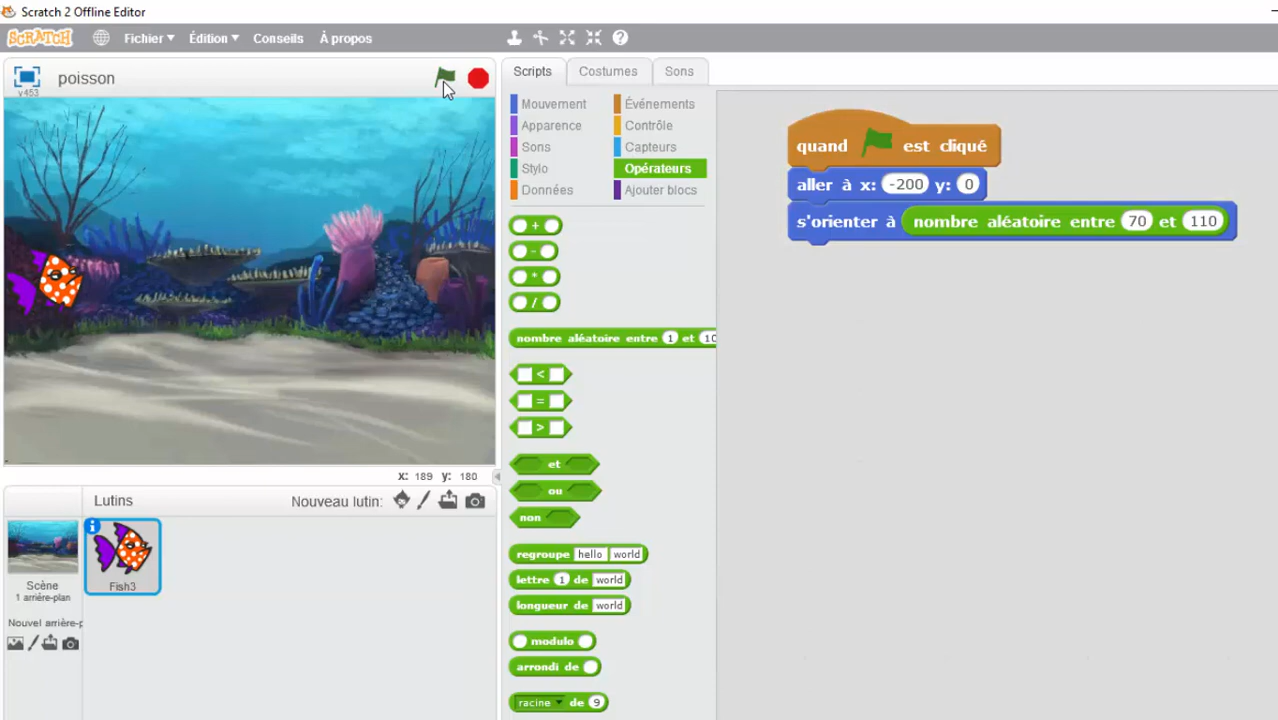 Scratch 2 Offline Editor
SCRATCH Fichier Édition Conseils À propos
v453
poisson
Scripts Costumes Sons
Mouvement Événements
Apparence Contrôle
Sons Capteurs
Stylo Opérateurs
Données Ajouter blocs
+
-
*
/
nombre aléatoire entre 1 et 10
<
=
>
et
ou
non
regroupe hello world
lettre 1 de world
longueur de world
modulo
arrondi de
racine de 9
quand est cliqué
aller à x: -200 y: 0
s'orienter à nombre aléatoire entre 70 et 110
x: 189 y: 180
Lutins Nouveau lutin:
Scène
1 arrière-plan
Fish3
Nouvel arrière-p